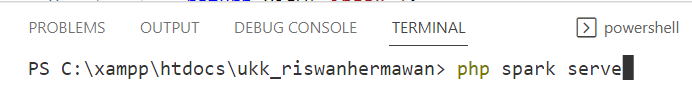 PROBLEMS OUTPUT DEBUG CONSOLE TERMINAL powershell
PS C:\xampp\htdocs\ukk_riswanhermawan> php spark serve